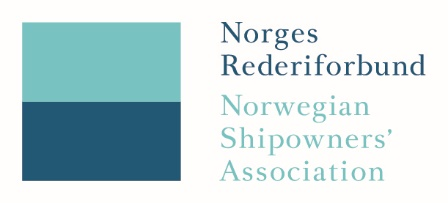 Norges
Rederiforbund
Norwegian
Shipowners’
Association